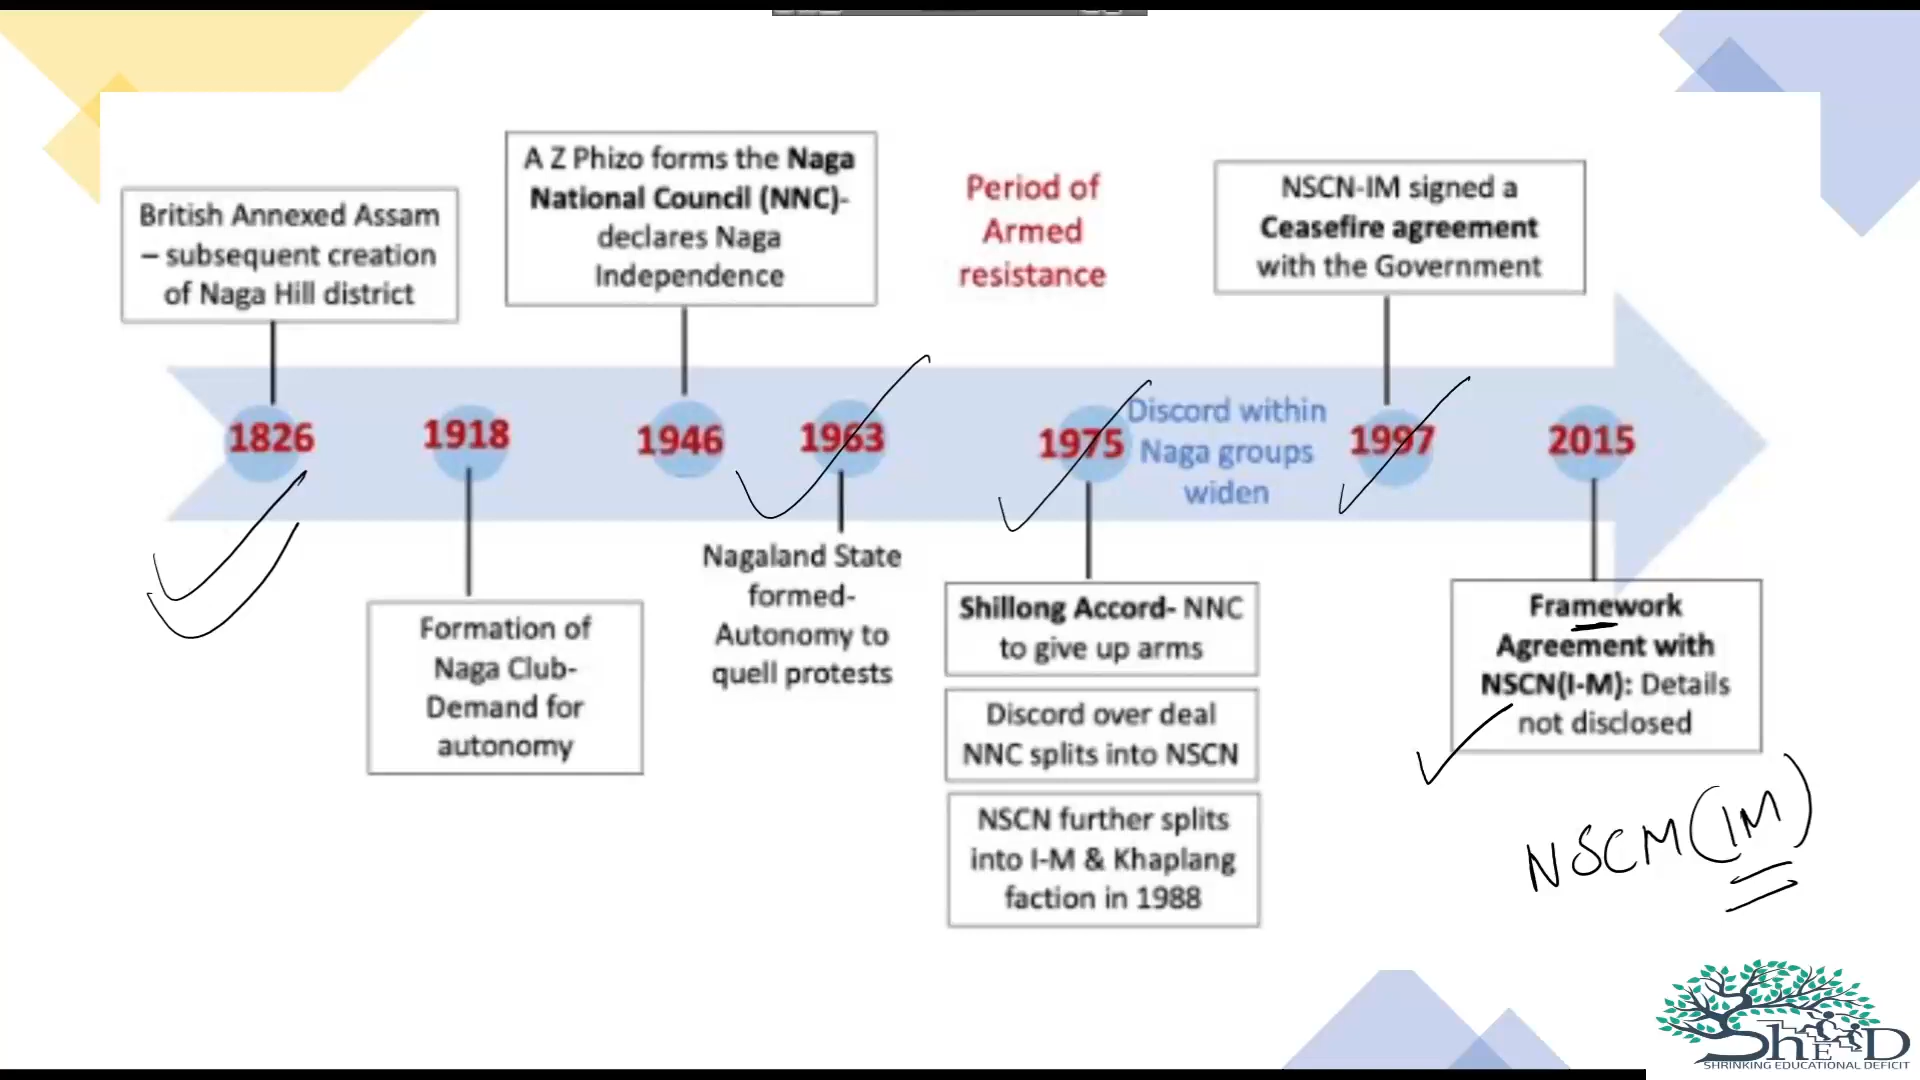 British Annexed Assam
– subsequent creation
of Naga Hill district
A Z Phizo forms the Naga
National Council (NNC)-
declares Naga
Independence
Period of
Armed
resistance
NSCN-IM signed a
Ceasefire agreement
with the Government
1826
1918
1946
1963
1975
Discord within
Naga groups
widen
1997
2015
Formation of
Naga Club-
Demand for
autonomy
Nagaland State
formed-
Autonomy to
quell protests
Shillong Accord- NNC
to give up arms
Discord over deal
NNC splits into NSCN
NSCN further splits
into I-M & Khaplang
faction in 1988
Framework
Agreement with
NSCN(I-M): Details
not disclosed
NSCM(IM)
ShED
SHRINKING EDUCATIONAL DEFICIT